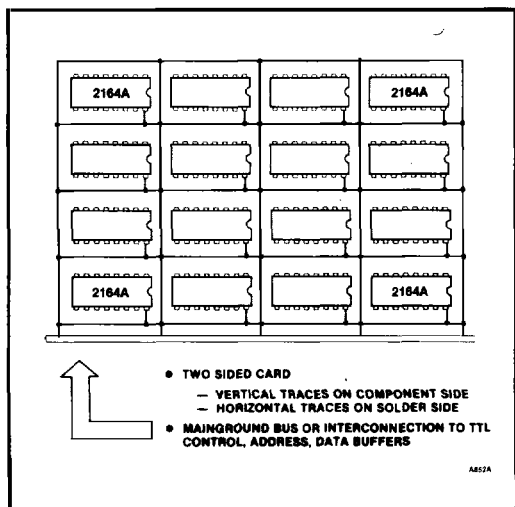 2164A 2164A
2164A 2164A
● TWO SIDED CARD
— VERTICAL TRACES ON COMPONENT SIDE
— HORIZONTAL TRACES ON SOLDER SIDE
● MAINGROUND BUS OR INTERCONNECTION TO TTL
CONTROL, ADDRESS, DATA BUFFERS
A852A